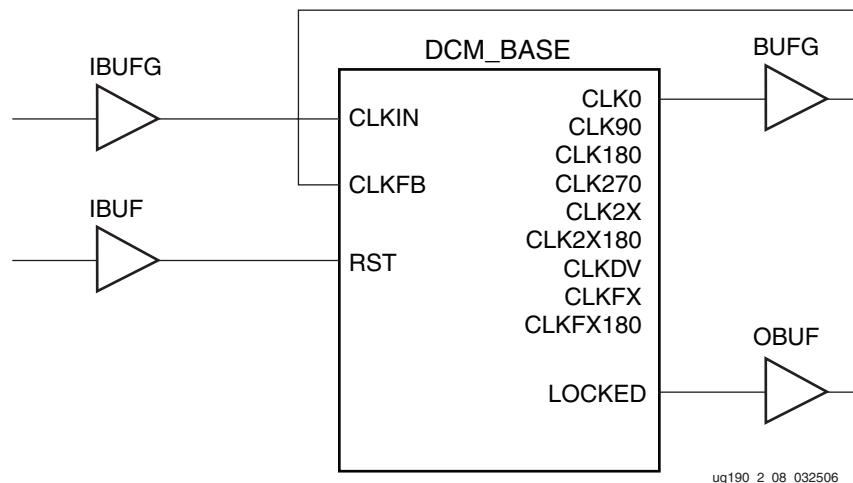 DCM_BASE
IBUFG
BUFG
CLKIN
CLK0
CLK90
CLK180
CLKFB
CLK270
CLK2X
IBUF
CLK2X180
RST
CLKDV
CLKFX
CLKFX180
OBUF
LOCKED
ug190_2_08_032506